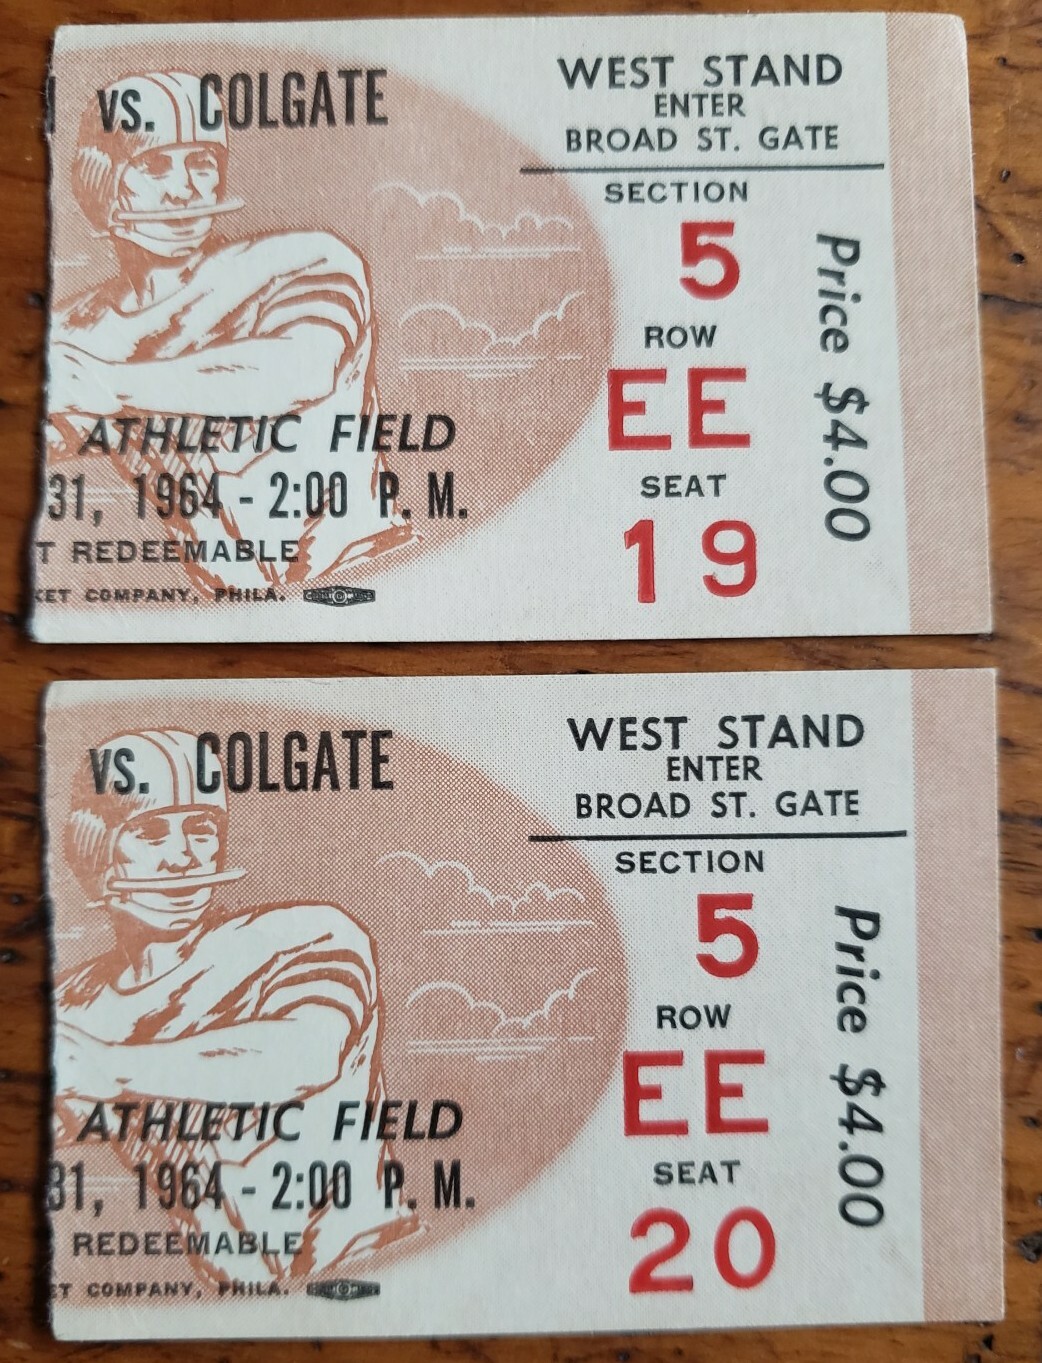 VS. COLGATE
ATHLETIC FIELD
31, 1964 - 2:00 P. M.
T REDEEMABLE
KET COMPANY, PHILA.
WEST STAND
ENTER
BROAD ST. GATE
SECTION
5
ROW
EE
SEAT
19
Price $4.00
VS. COLGATE
ATHLETIC FIELD
31, 1964 - 2:00 P. M.
REDEEMABLE
ET COMPANY, PHILA.
WEST STAND
ENTER
BROAD ST. GATE
SECTION
5
ROW
EE
SEAT
20
Price $4.00